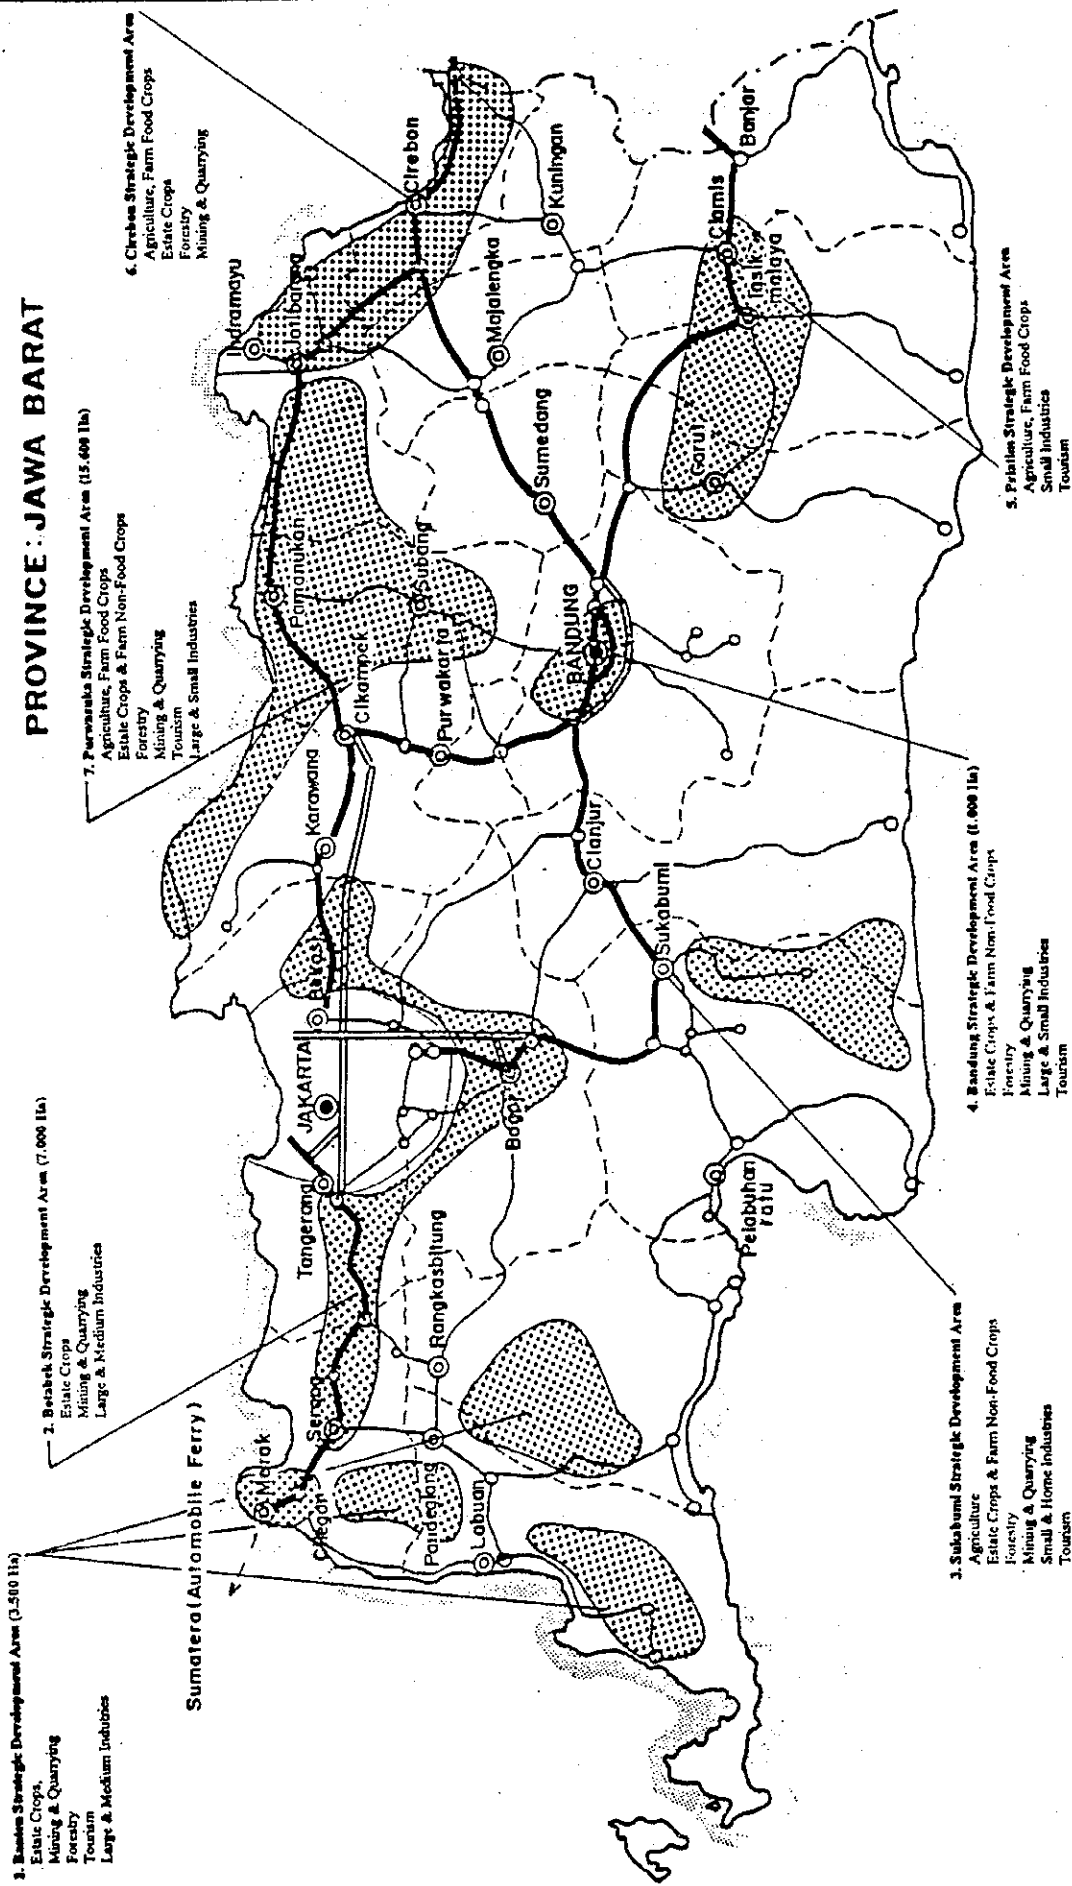 PROVINCE: JAWA BARAT
1. Banten Strategic Development Area (3.500 Ha)
Estate Crops,
Mining & Quarrying
Forestry
Tourism
Large & Medium Indutries
2. Botabek Strategic Development Area (7.000 Ha)
Estate Crops
Mining & Quarrying
Large & Medium Industries
7. Purwasuka Strategic Development Area (15.600 Ha)
Agriculture, Farm Food Crops
Estate Crops & Farm Non-Food Crops
Forestry
Mining & Quarrying
Tourism
Large & Small Industries
6. Cirebon Strategic Development Area
Agriculture, Farm Food Crops
Estate Crops
Forestry
Mining & Quarrying
Sumatera (Automobile Ferry)
Merak
Cilegon
Serang
Pandeglang
Labuan
Rangkasbitung
Tangerang
JAKARTA
Bekasi
Bogor
Pelabuhan
ratu
Karawang
Cikampek
Purwakarta
Pamanukan
Subang
Cianjur
Sukabumi
BANDUNG
Sumedang
Indramayu
Jatibarang
Majalengka
Cirebon
Kuningan
Garut
Tasik
malaya
Ciamis
Banjar
3. Sukabumi Strategic Development Area
Agriculture
Estate Crops & Farm Non-Food Crops
Forestry
Mining & Quarrying
Small & Home Industries
Tourism
4. Bandung Strategic Development Area (1.000 Ha)
Estate Crops & Farm Non-Food Crops
Forestry
Mining & Quarrying
Large & Small Industries
Tourism
5. Priatim Strategic Development Area
Agriculture, Farm Food Crops
Small Industries
Tourism